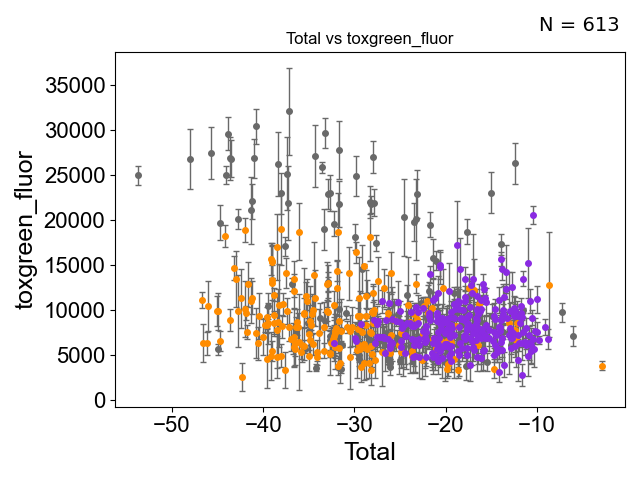 N = 613
Total vs toxgreen_fluor
35000
30000
25000
20000
15000
10000
5000
0
toxgreen_fluor
−50 −40 −30 −20 −10
Total